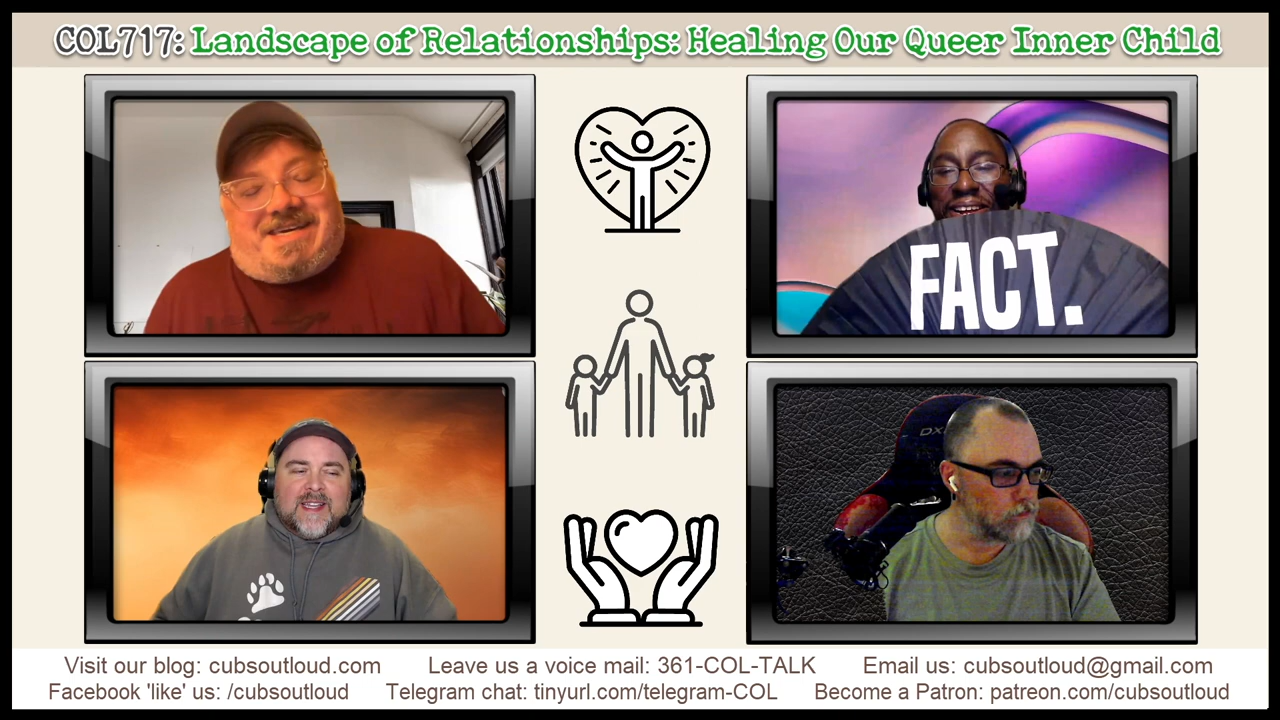 COL717: Landscape of Relationships: Healing Our Queer Inner Child
FACT.
DX
Visit our blog: cubsoutloud.com Leave us a voice mail: 361-COL-TALK Email us: cubsoutloud@gmail.com
Facebook 'like' us: /cubsoutloud Telegram chat: tinyurl.com/telegram-COL Become a Patron: patreon.com/cubsoutloud